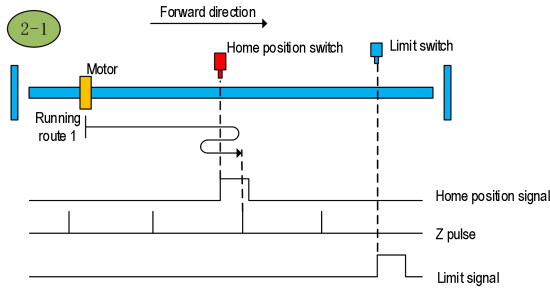 2-1
Forward direction
Home position switch
Limit switch
Motor
Running
route 1
Home position signal
Z pulse
Limit signal